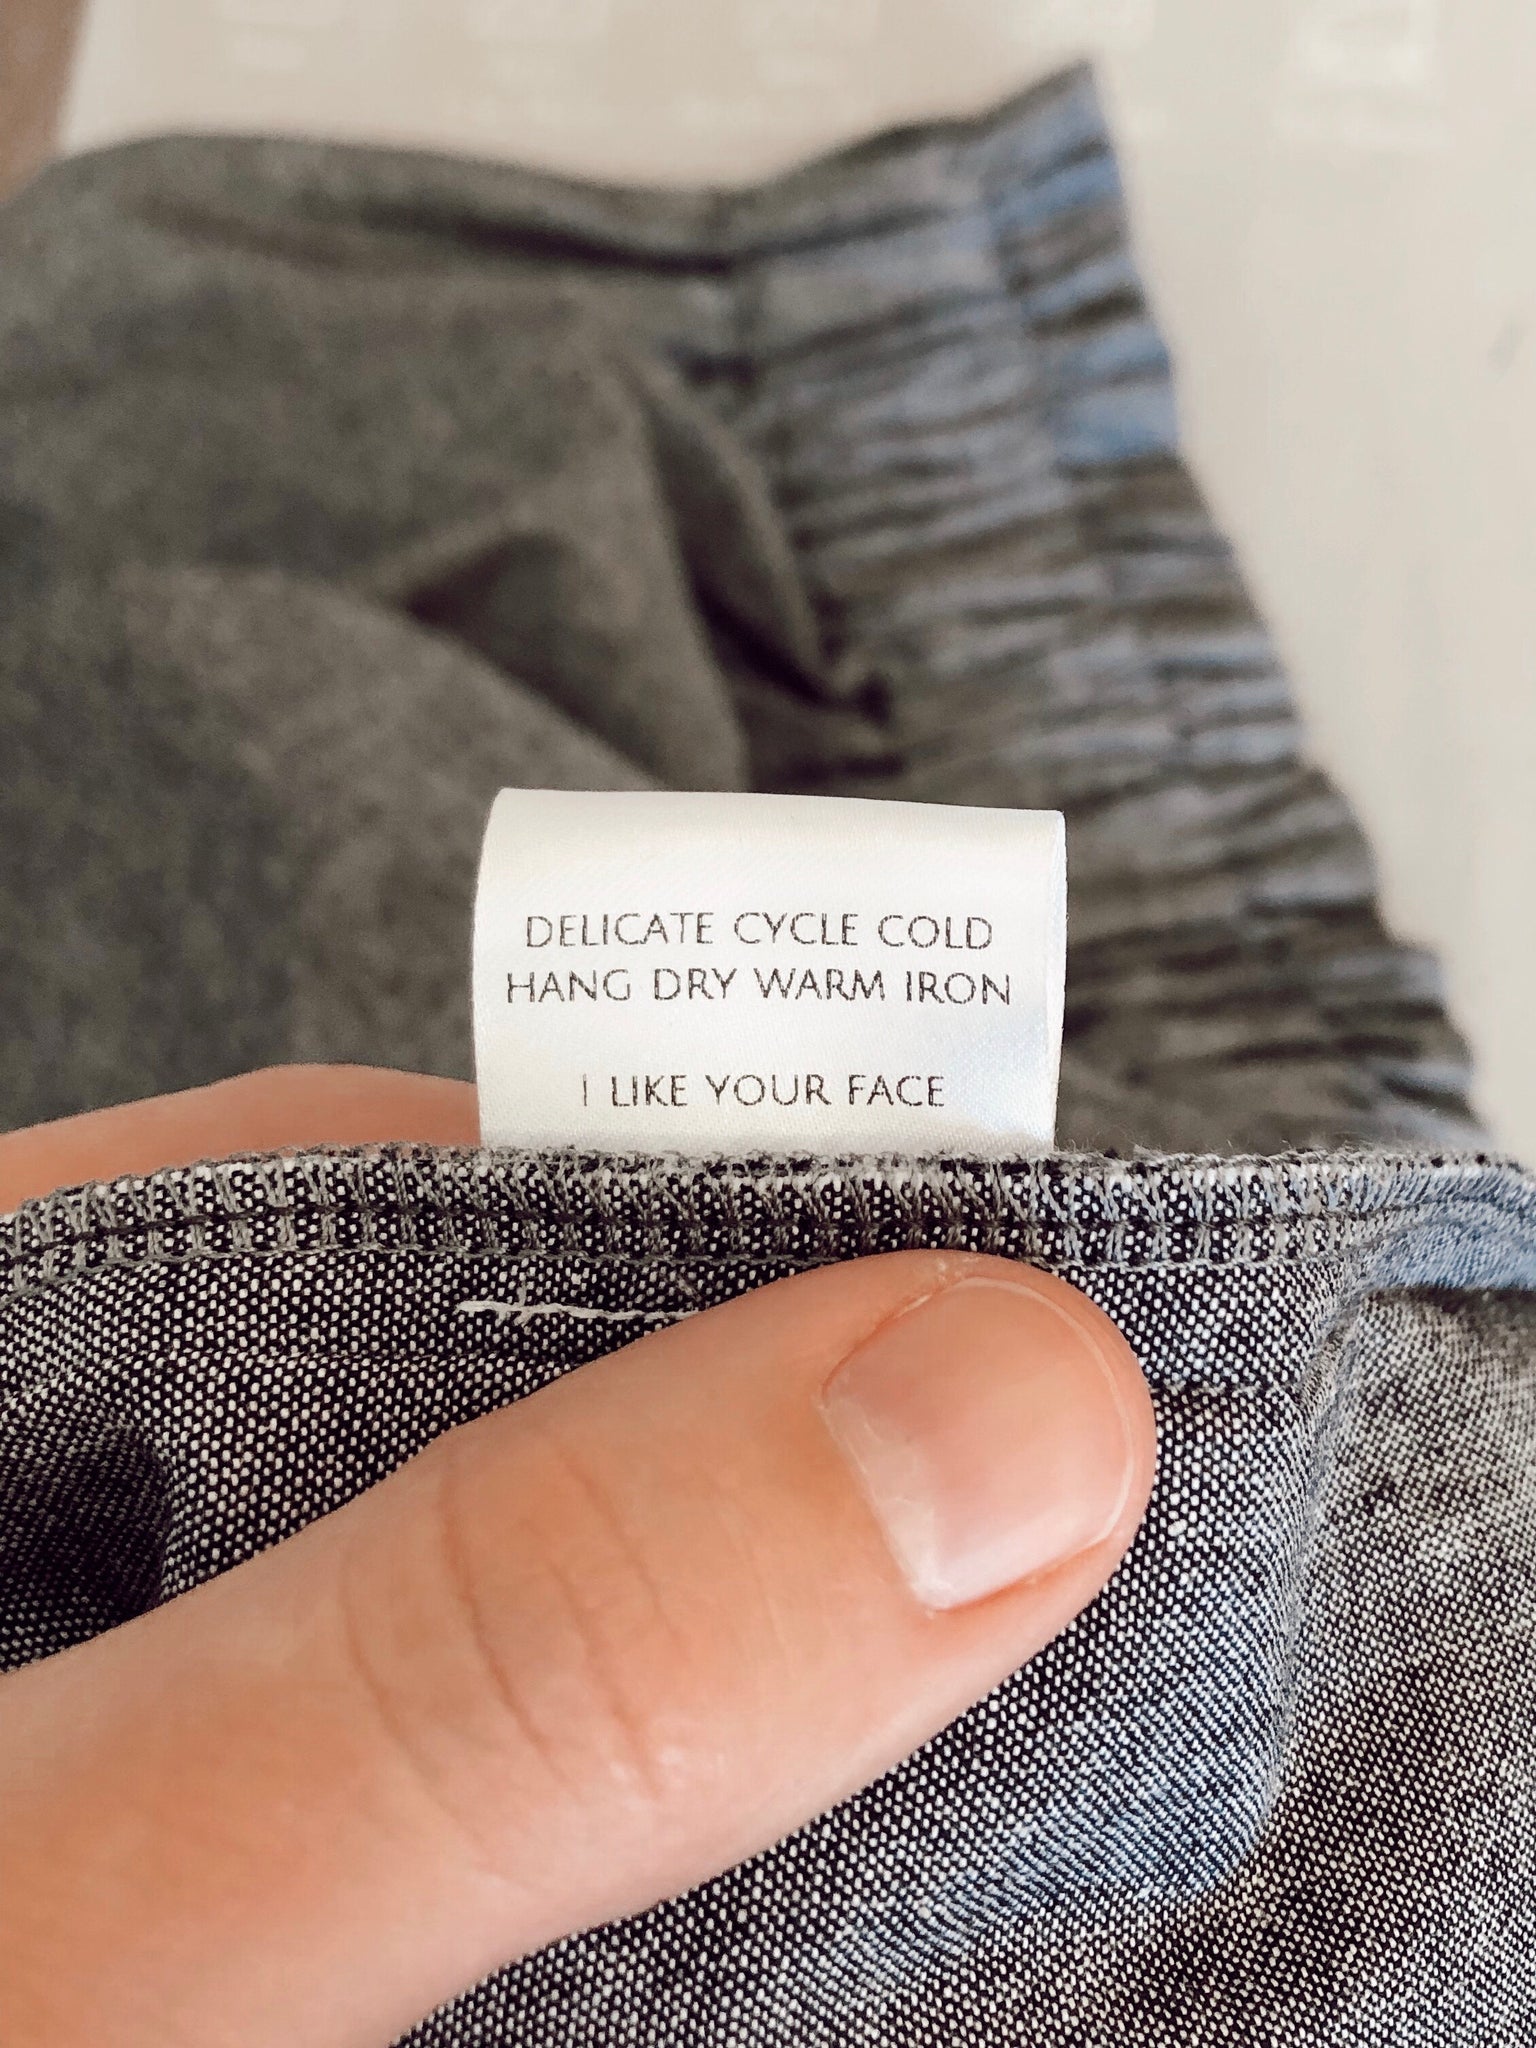 DELICATE CYCLE COLD
HANG DRY WARM IRON
I LIKE YOUR FACE